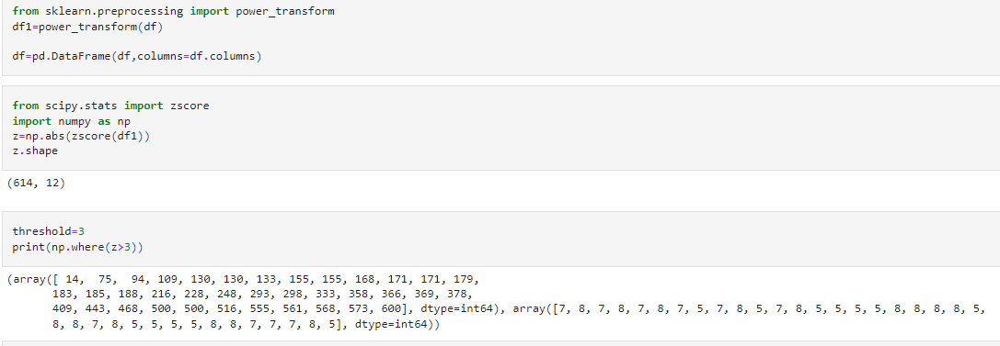 from sklearn.preprocessing import power_transform
df1=power_transform(df)
df=pd.DataFrame(df,columns=df.columns)
from scipy.stats import zscore
import numpy as np
z=np.abs(zscore(df1))
z.shape
(614, 12)
threshold=3
print(np.where(z>3))
(array([ 14,  75,  94, 109, 130, 130, 133, 155, 155, 168, 171, 171, 179,
       183, 185, 188, 216, 228, 248, 293, 298, 333, 358, 366, 369, 378,
       409, 443, 468, 500, 500, 516, 555, 561, 568, 573, 600], dtype=int64), array([7, 8, 7, 8, 7, 8, 7, 5, 7, 8, 5, 7, 8, 5, 5, 5, 5, 8, 8, 8, 8, 5,
       8, 8, 7, 8, 5, 5, 5, 5, 8, 8, 7, 7, 7, 8, 5], dtype=int64))